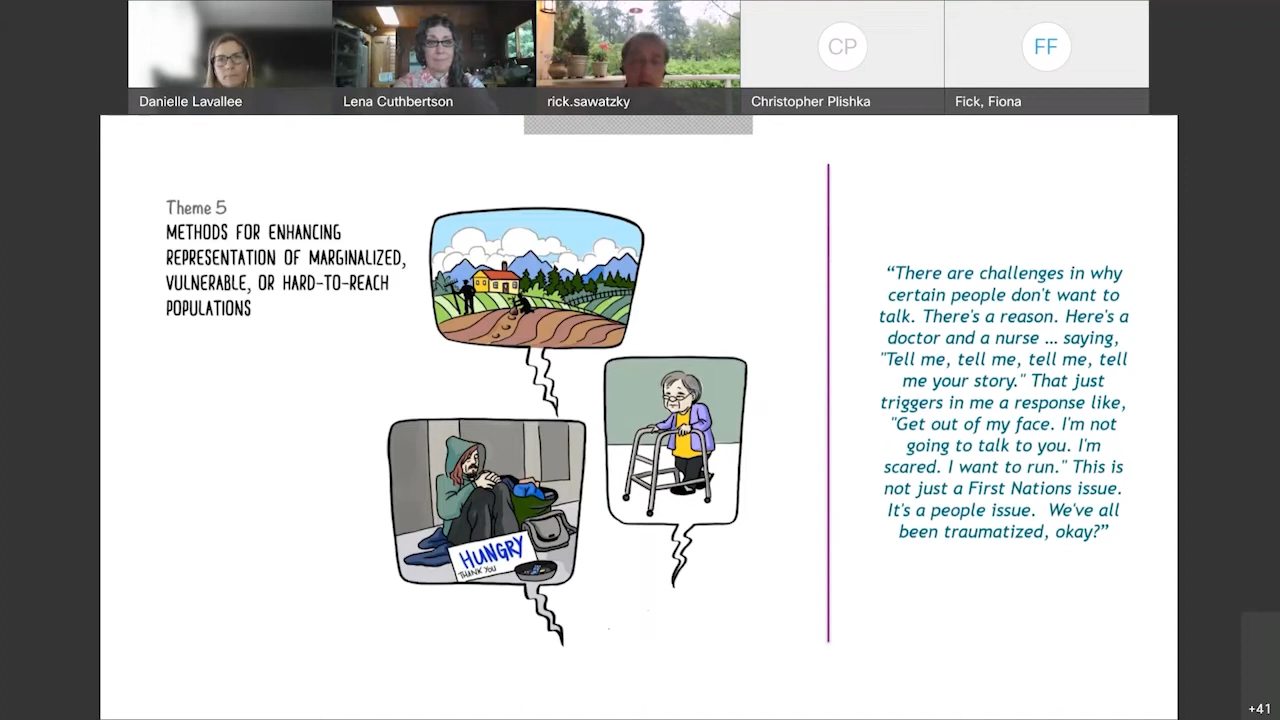 Danielle Lavallee
Lena Cuthbertson
rick.sawatzky
CP
Christopher Plishka
FF
Fick, Fiona
Theme 5
METHODS FOR ENHANCING
REPRESENTATION OF MARGINALIZED,
VULNERABLE, OR HARD-TO-REACH
POPULATIONS
HUNGRY
THANK YOU
“There are challenges in why
certain people don't want to
talk. There's a reason. Here's a
doctor and a nurse … saying,
"Tell me, tell me, tell me, tell
me your story." That just
triggers in me a response like,
"Get out of my face. I'm not
going to talk to you. I'm
scared. I want to run." This is
not just a First Nations issue.
It's a people issue.  We've all
been traumatized, okay?”
+41